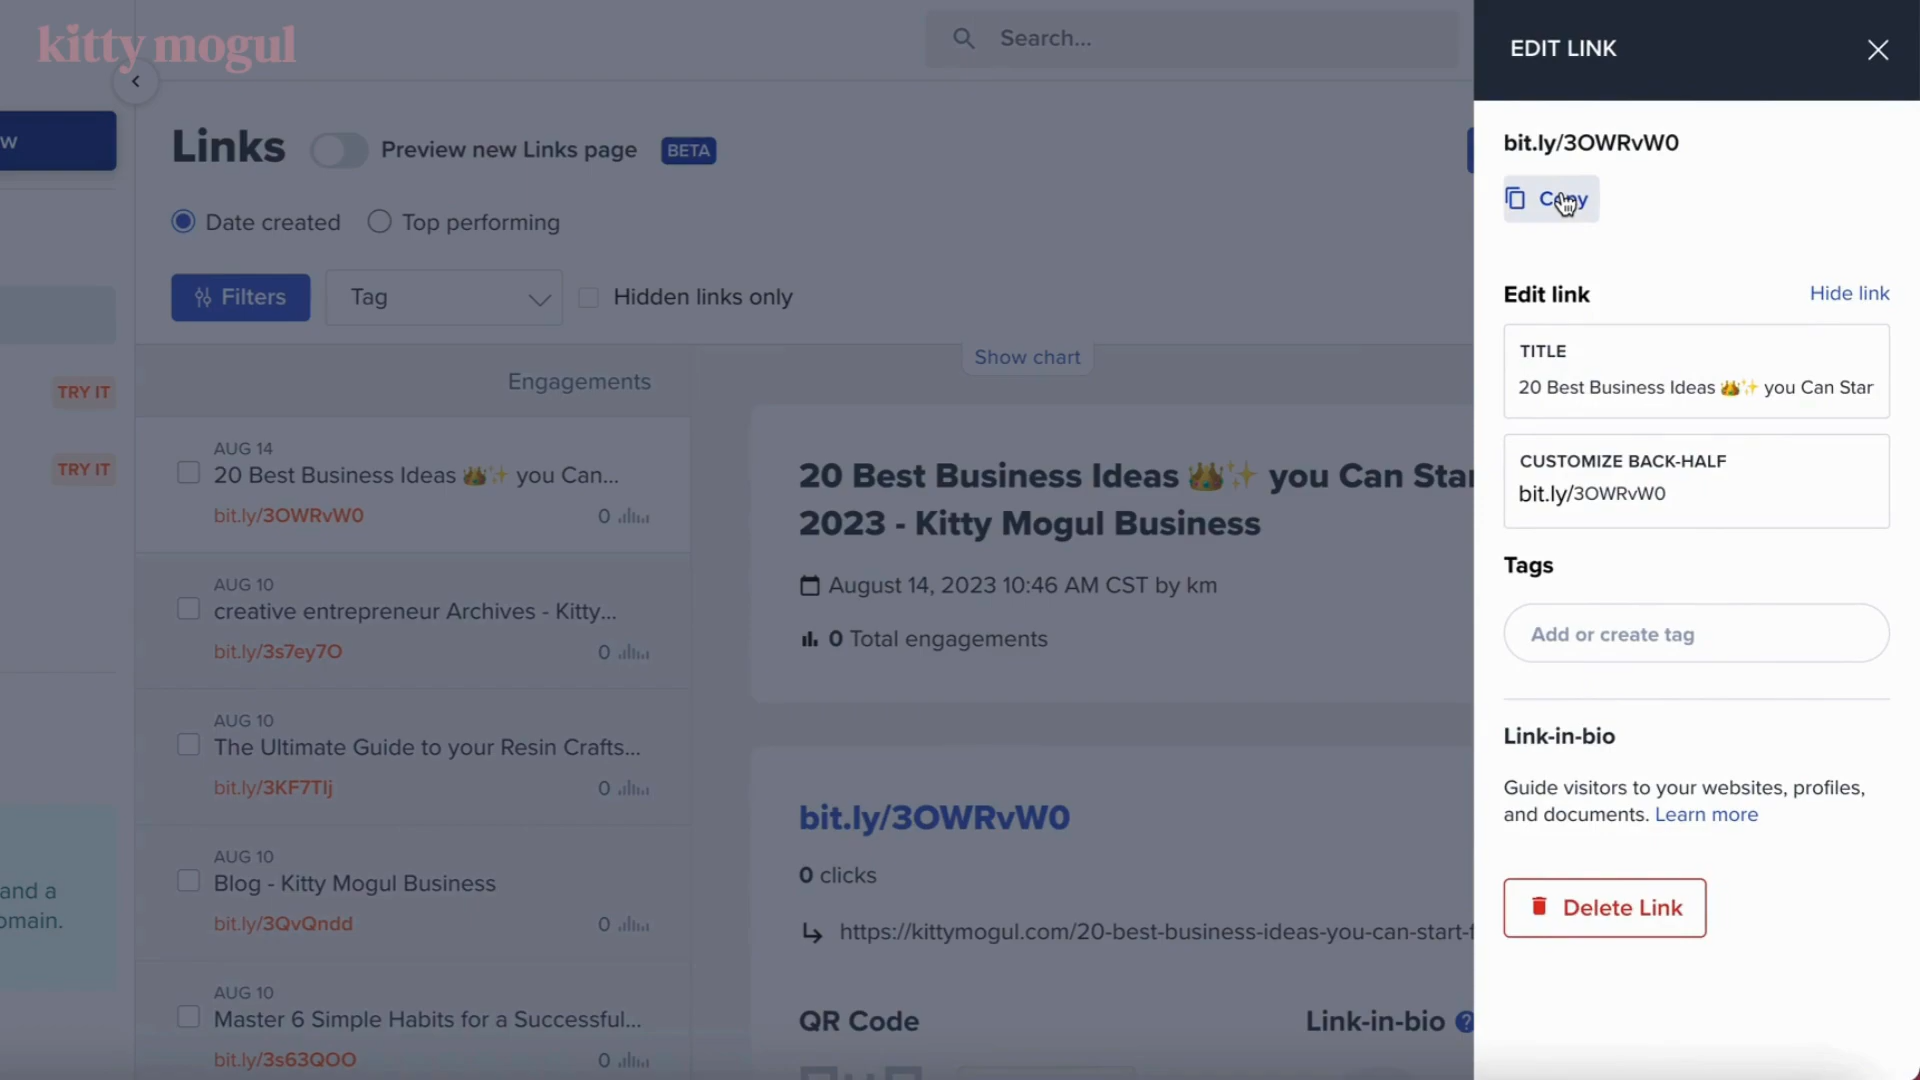 kitty mogul
Search...
w
Links
Preview new Links page
BETA
Date created
Top performing
Filters
Tag
Hidden links only
TRY IT
TRY IT
and a
omain.
Show chart
Engagements
AUG 14
20 Best Business Ideas 👑✨ you Can...
bit.ly/3OWRvW0
0
AUG 10
creative entrepreneur Archives - Kitty...
bit.ly/3s7ey7O
0
AUG 10
The Ultimate Guide to your Resin Crafts...
bit.ly/3KF7Tlj
0
AUG 10
Blog - Kitty Mogul Business
bit.ly/3QvQndd
0
AUG 10
Master 6 Simple Habits for a Successful...
bit.ly/3s63QOO
0
20 Best Business Ideas 👑✨ you Can Star
2023 - Kitty Mogul Business
August 14, 2023 10:46 AM CST by km
0 Total engagements
bit.ly/3OWRvW0
0 clicks
https://kittymogul.com/20-best-business-ideas-you-can-start-f
QR Code
Link-in-bio
EDIT LINK
bit.ly/3OWRvW0
Copy
Edit link
Hide link
TITLE
20 Best Business Ideas 👑✨ you Can Star
CUSTOMIZE BACK-HALF
bit.ly/3OWRvW0
Tags
Add or create tag
Link-in-bio
Guide visitors to your websites, profiles,
and documents. Learn more
Delete Link